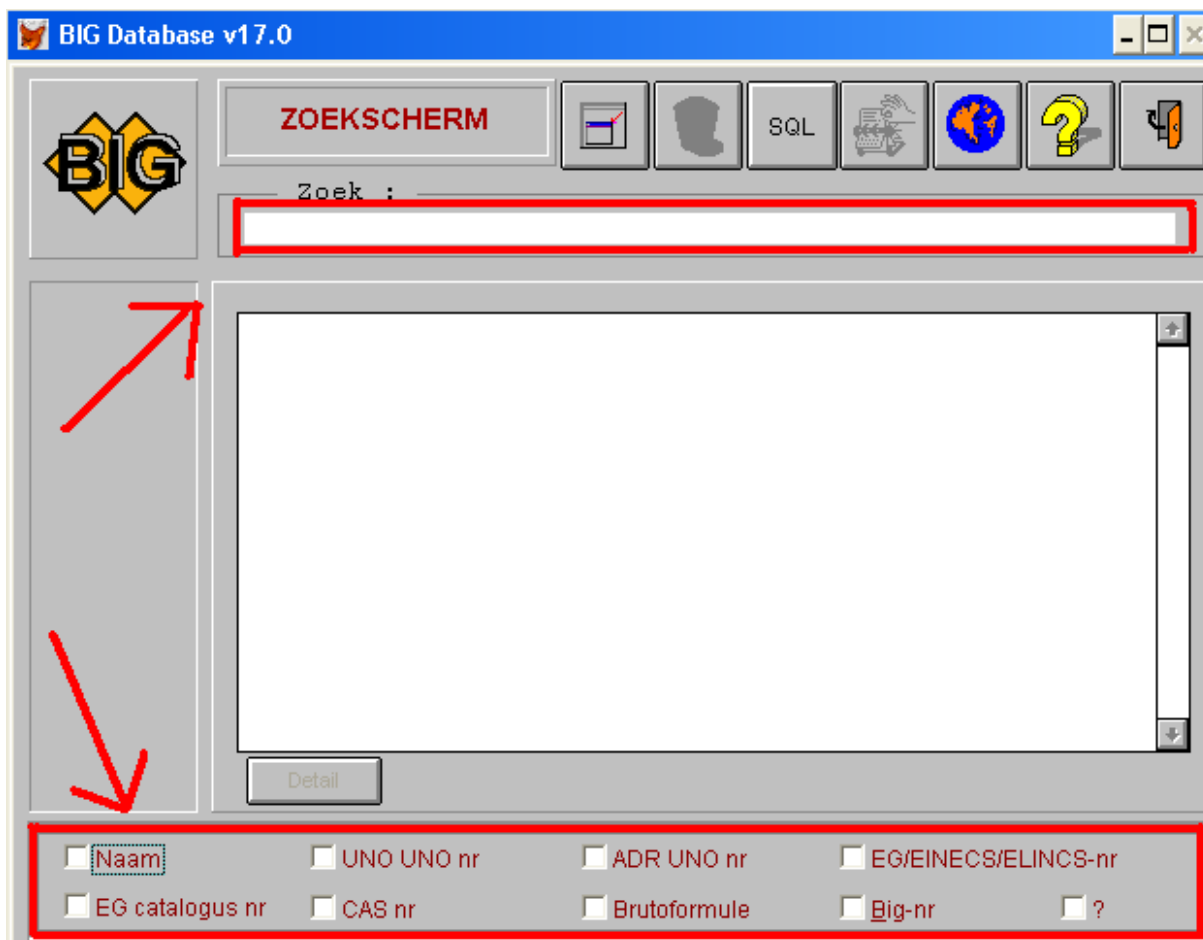 BIG Database v17.0
BIG
ZOEKSCHERM
SQL
Zoek :
Detail
Naam UNO UNO nr ADR UNO nr EG/EINECS/ELINCS-nr
EG catalogus nr CAS nr Brutoformule Big-nr ?